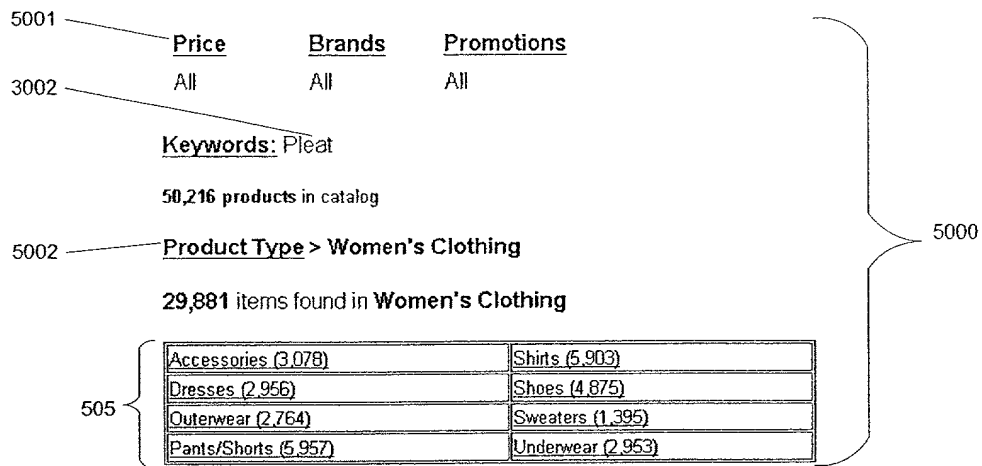 5001
Price Brands Promotions
All All All
3002
Keywords: Pleat
50,216 products in catalog
5002
Product Type > Women's Clothing
5000
29,881 items found in Women's Clothing
505
Accessories (3,078) Shirts (5,903)
Dresses (2,956) Shoes (4,875)
Outerwear (2,764) Sweaters (1,395)
Pants/Shorts (5,957) Underwear (2,953)